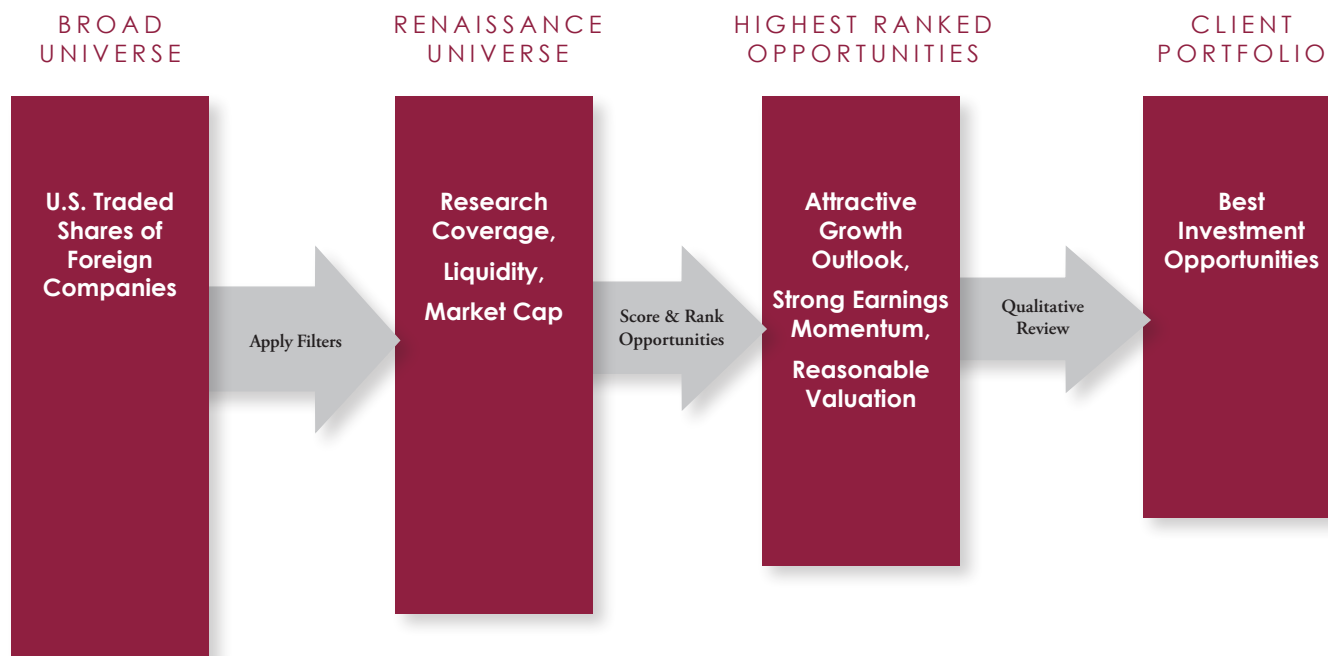 BROAD
UNIVERSE
RENAISSANCE
UNIVERSE
HIGHEST RANKED
OPPORTUNITIES
CLIENT
PORTFOLIO
U.S. Traded
Shares of
Foreign
Companies
Apply Filters
Research
Coverage,
Liquidity,
Market Cap
Score & Rank
Opportunities
Attractive
Growth
Outlook,
Strong Earnings
Momentum,
Reasonable
Valuation
Qualitative
Review
Best
Investment
Opportunities